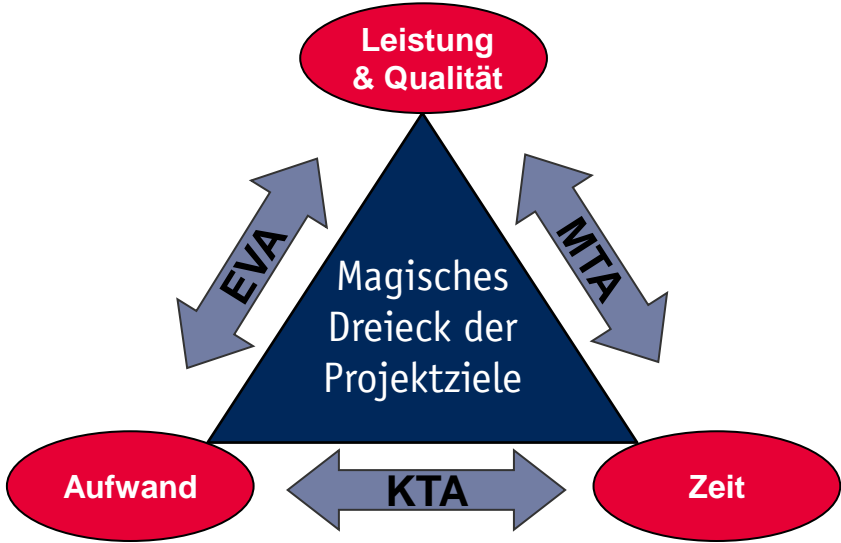 Leistung
& Qualität
EVA
MTA
Magisches
Dreieck der
Projektziele
Aufwand
KTA
Zeit